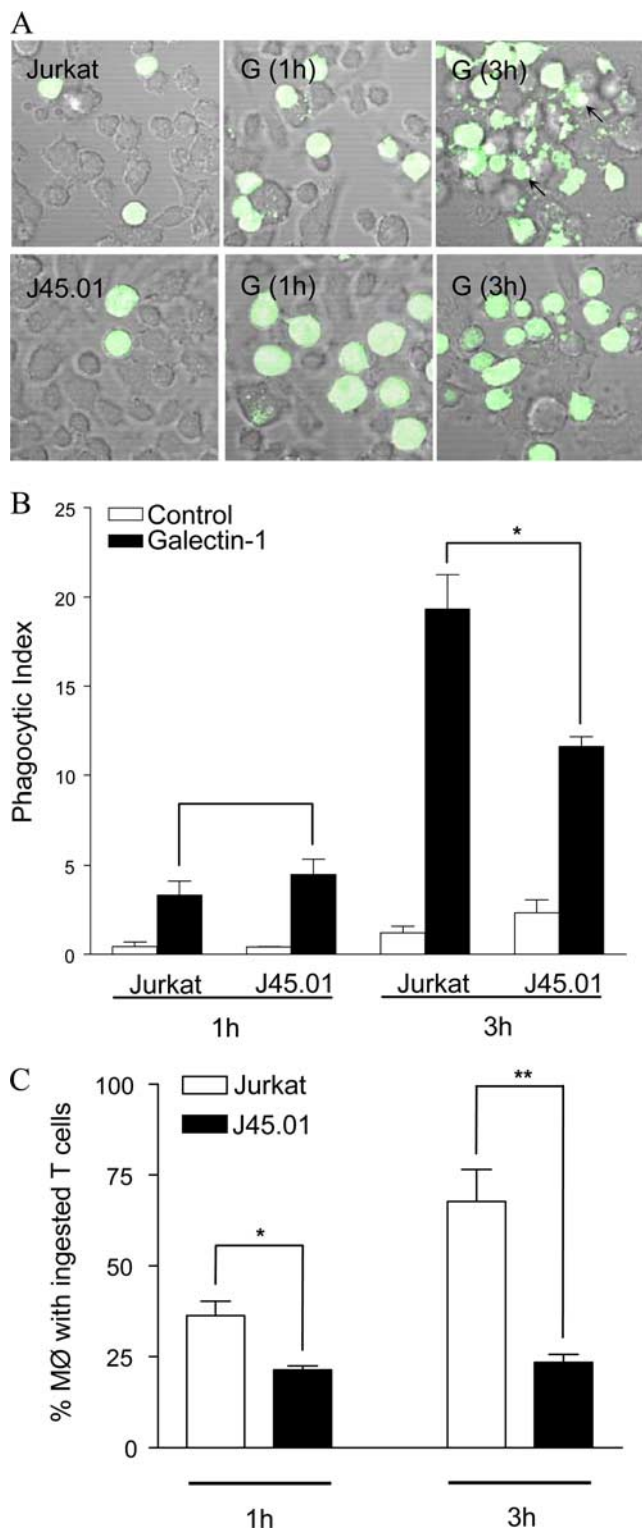 A
Jurkat
G (1h)
G (3h)
J45.01
G (1h)
G (3h)
B
Control
Galectin-1
Phagocytic Index
25
20
15
10
5
0
*
Jurkat
J45.01
Jurkat
J45.01
1h
3h
C
Jurkat
J45.01
% MØ with ingested T cells
100
75
50
25
0
*
**
1h
3h